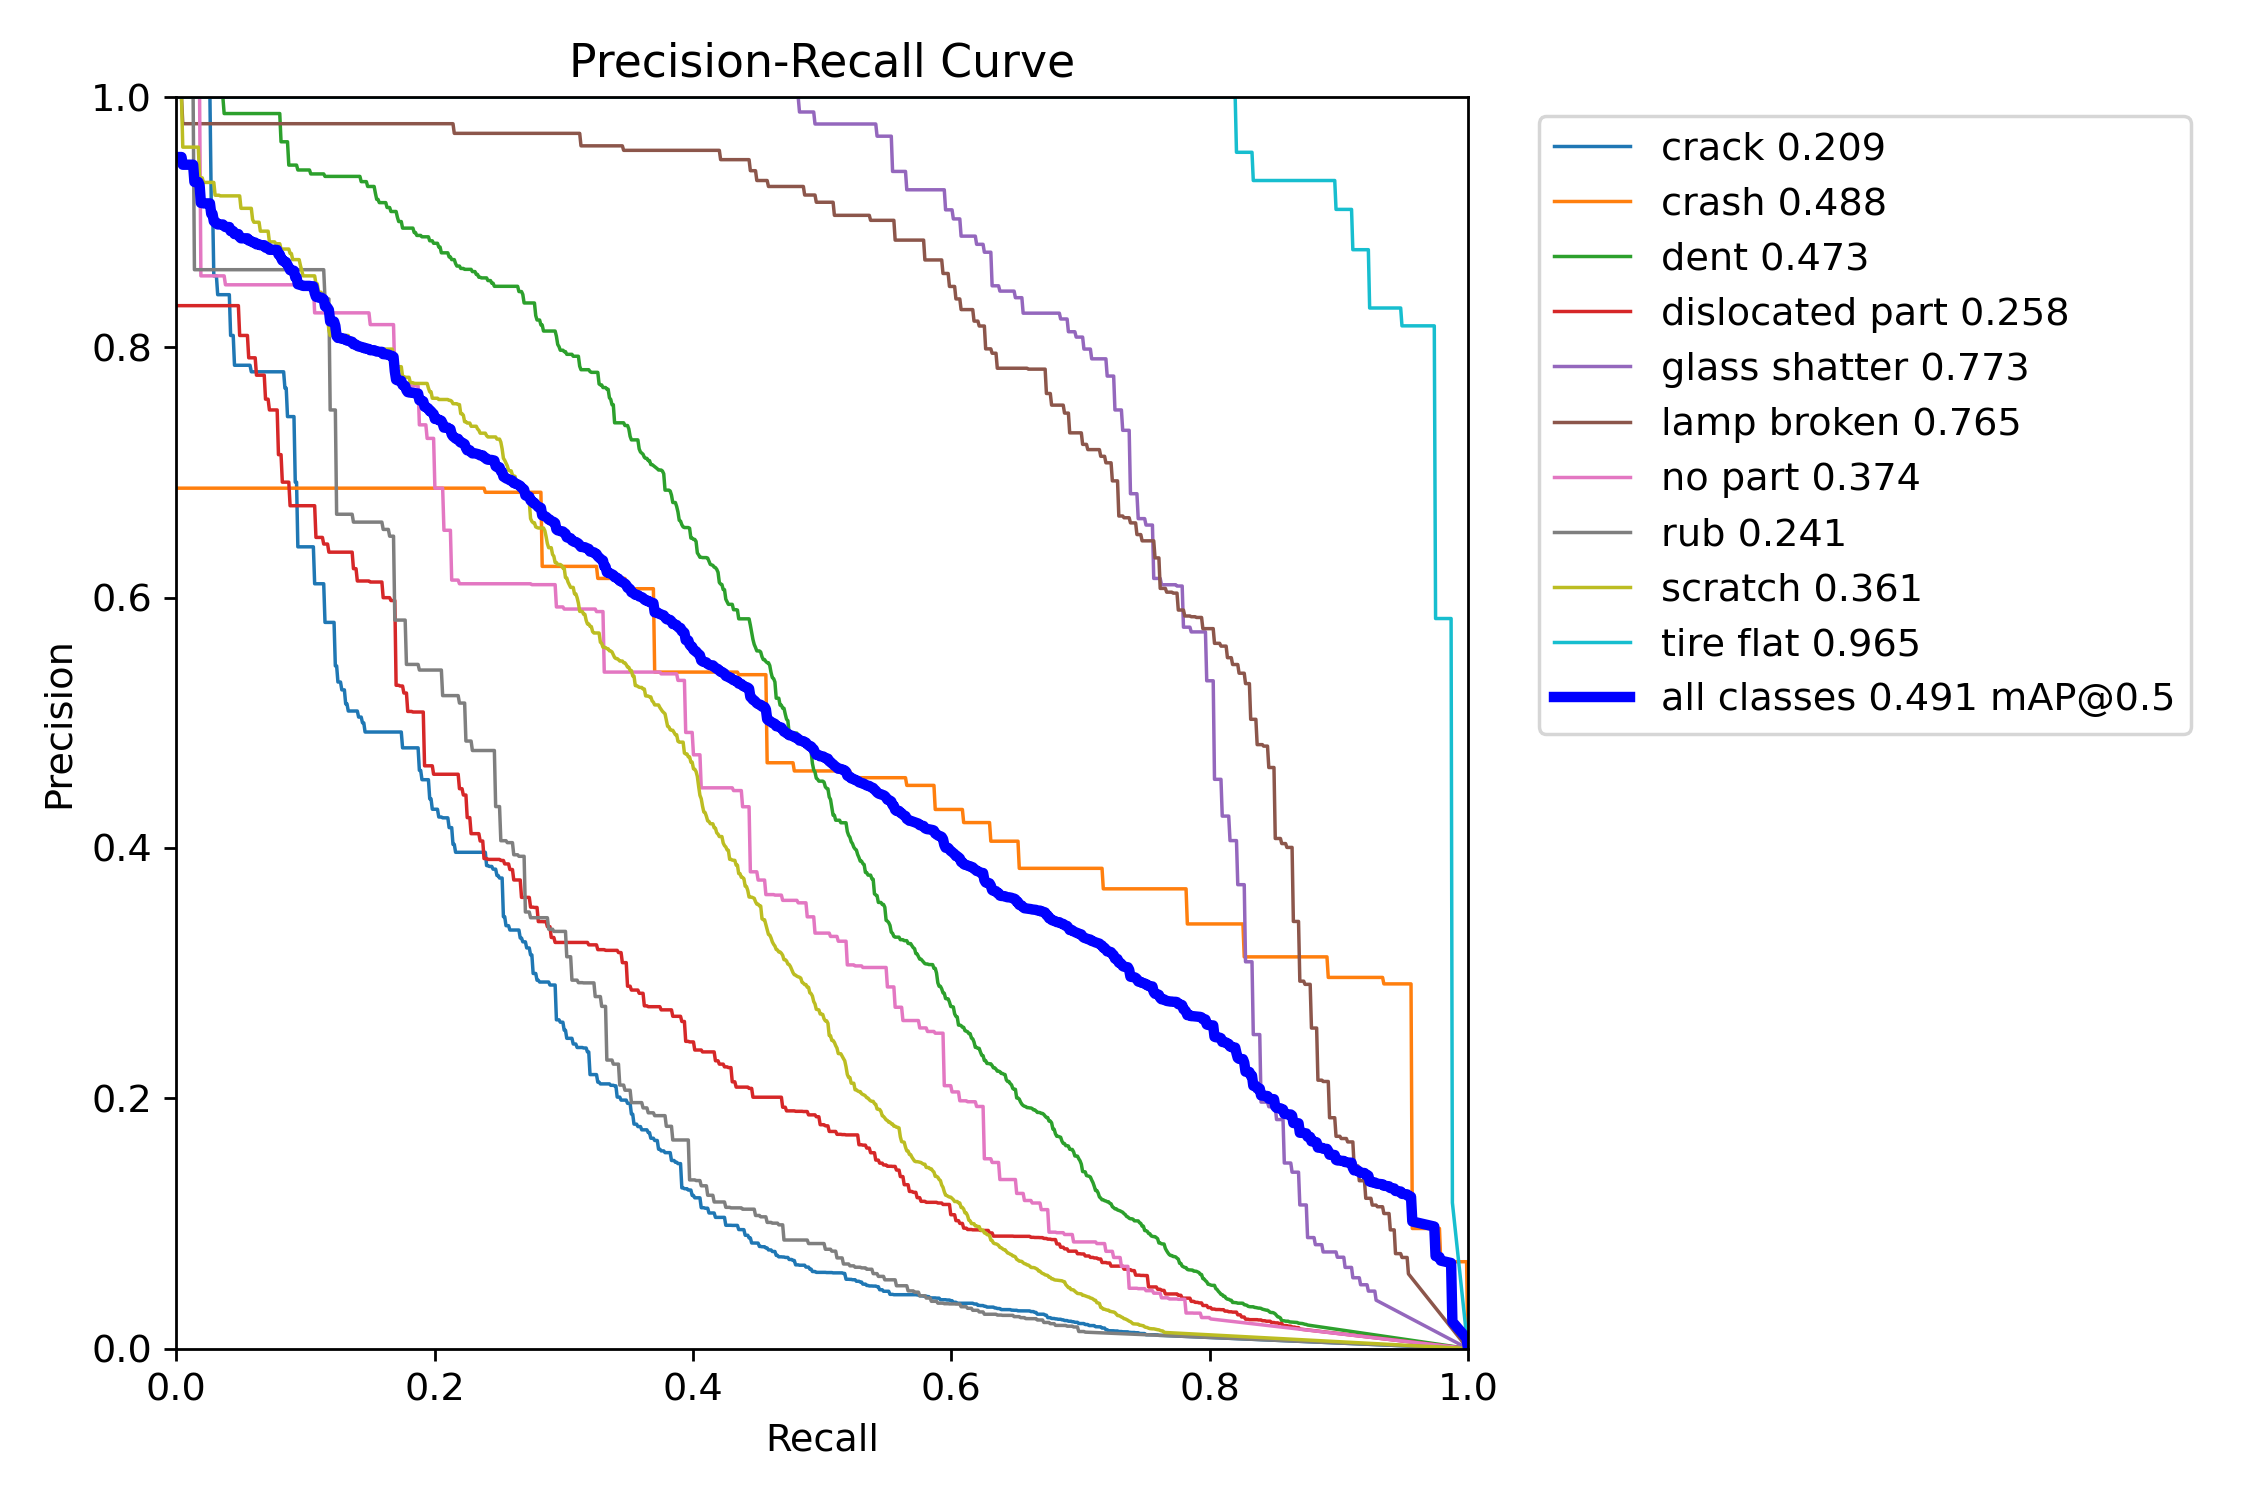 Precision-Recall Curve
1.0
0.8
0.6
0.4
0.2
0.0
Precision
0.0 0.2 0.4 0.6 0.8 1.0
Recall
crack 0.209
crash 0.488
dent 0.473
dislocated part 0.258
glass shatter 0.773
lamp broken 0.765
no part 0.374
rub 0.241
scratch 0.361
tire flat 0.965
all classes 0.491 mAP@0.5